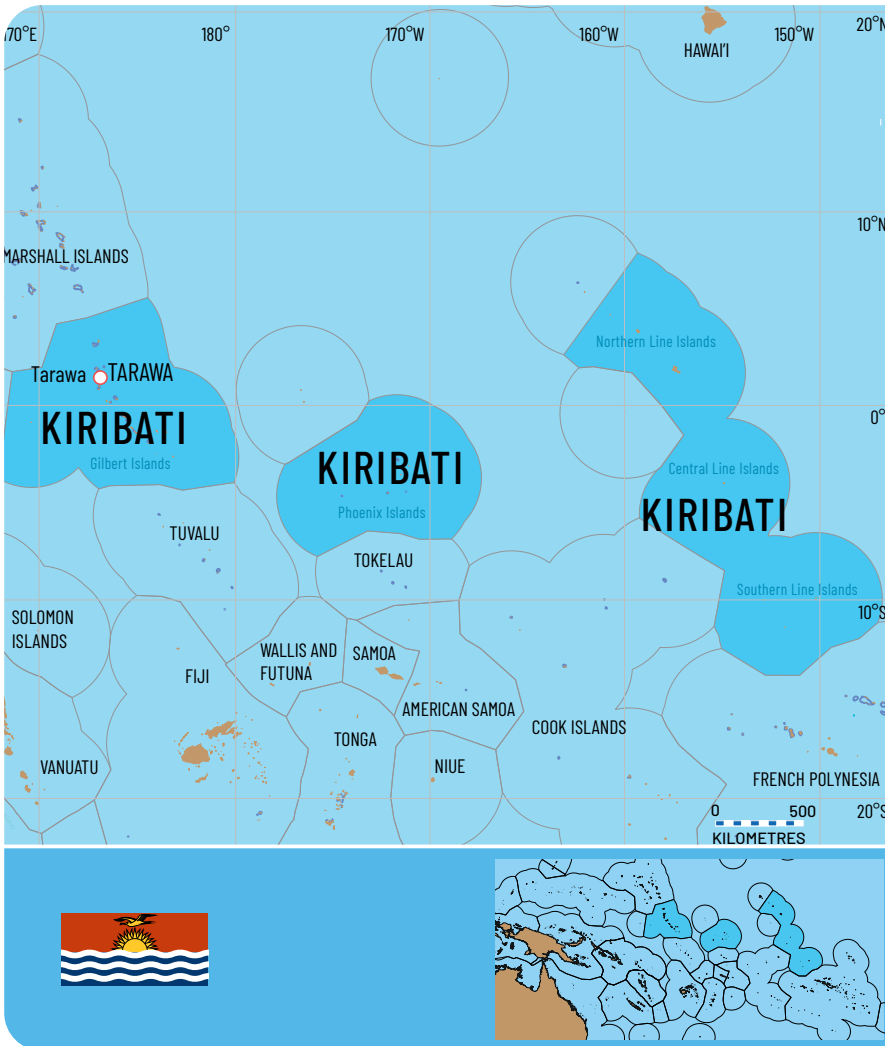 70°E
180°
170°W
160°W
150°W
20°N
HAWAI'I
10°N
MARSHALL ISLANDS
Northern Line Islands
Tarawa
TARAWA
0°
KIRIBATI
Gilbert Islands
KIRIBATI
Phoenix Islands
Central Line Islands
KIRIBATI
TUVALU
TOKELAU
Southern Line Islands
10°S
SOLOMON
ISLANDS
WALLIS AND
FUTUNA
SAMOA
FIJI
AMERICAN SAMOA
COOK ISLANDS
TONGA
NIUE
VANUATU
FRENCH POLYNESIA
0
500
20°S
KILOMETRES